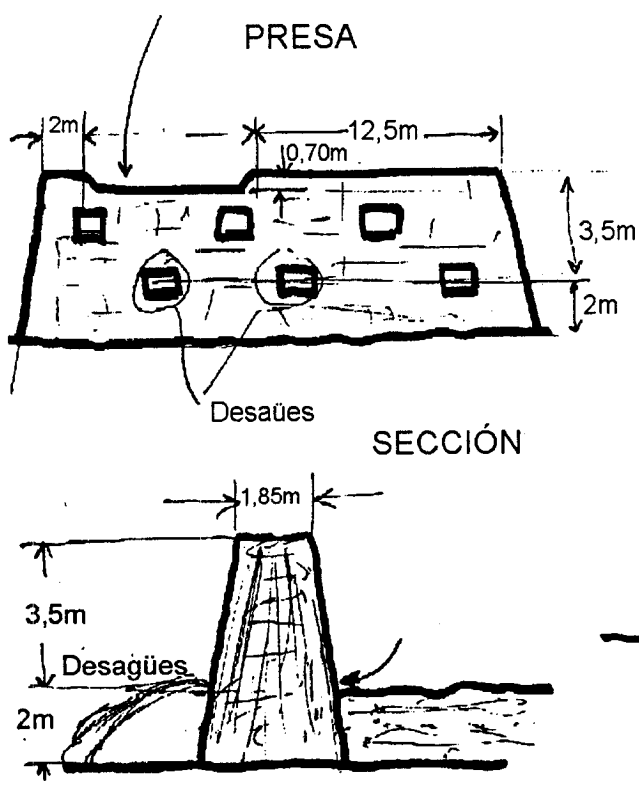 PRESA
2m
12,5m
0,70m
3,5m
2m
Desaües
SECCIÓN
1,85m
3,5m
Desagües
2m